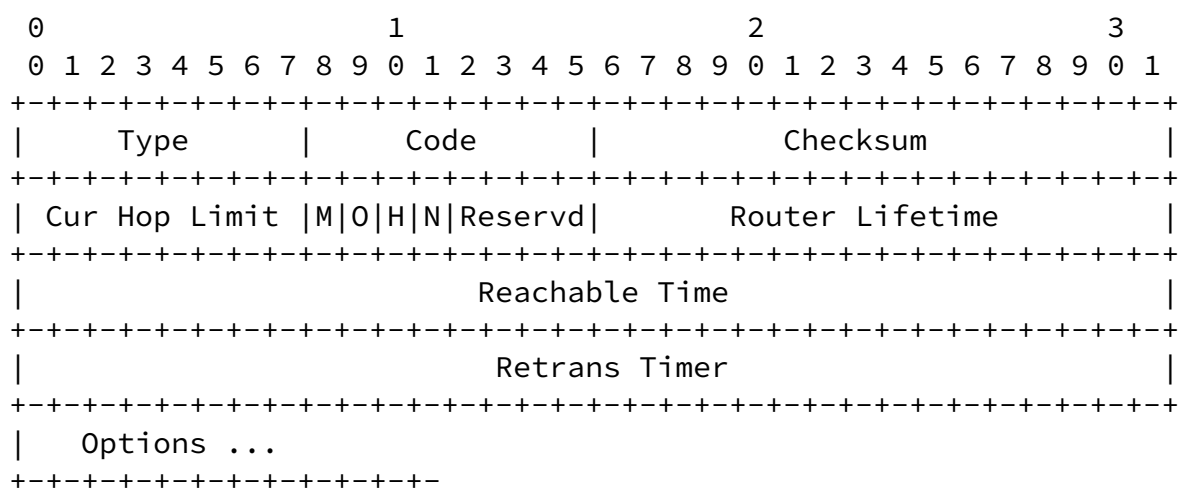 0                   1                   2                   3
 0 1 2 3 4 5 6 7 8 9 0 1 2 3 4 5 6 7 8 9 0 1 2 3 4 5 6 7 8 9 0 1
+-+-+-+-+-+-+-+-+-+-+-+-+-+-+-+-+-+-+-+-+-+-+-+-+-+-+-+-+-+-+-+-+
|     Type      |     Code      |          Checksum             |
+-+-+-+-+-+-+-+-+-+-+-+-+-+-+-+-+-+-+-+-+-+-+-+-+-+-+-+-+-+-+-+-+
| Cur Hop Limit |M|O|H|N|Reservd|       Router Lifetime         |
+-+-+-+-+-+-+-+-+-+-+-+-+-+-+-+-+-+-+-+-+-+-+-+-+-+-+-+-+-+-+-+-+
|                         Reachable Time                        |
+-+-+-+-+-+-+-+-+-+-+-+-+-+-+-+-+-+-+-+-+-+-+-+-+-+-+-+-+-+-+-+-+
|                          Retrans Timer                        |
+-+-+-+-+-+-+-+-+-+-+-+-+-+-+-+-+-+-+-+-+-+-+-+-+-+-+-+-+-+-+-+-+
|   Options ...
+-+-+-+-+-+-+-+-+-+-+-+-